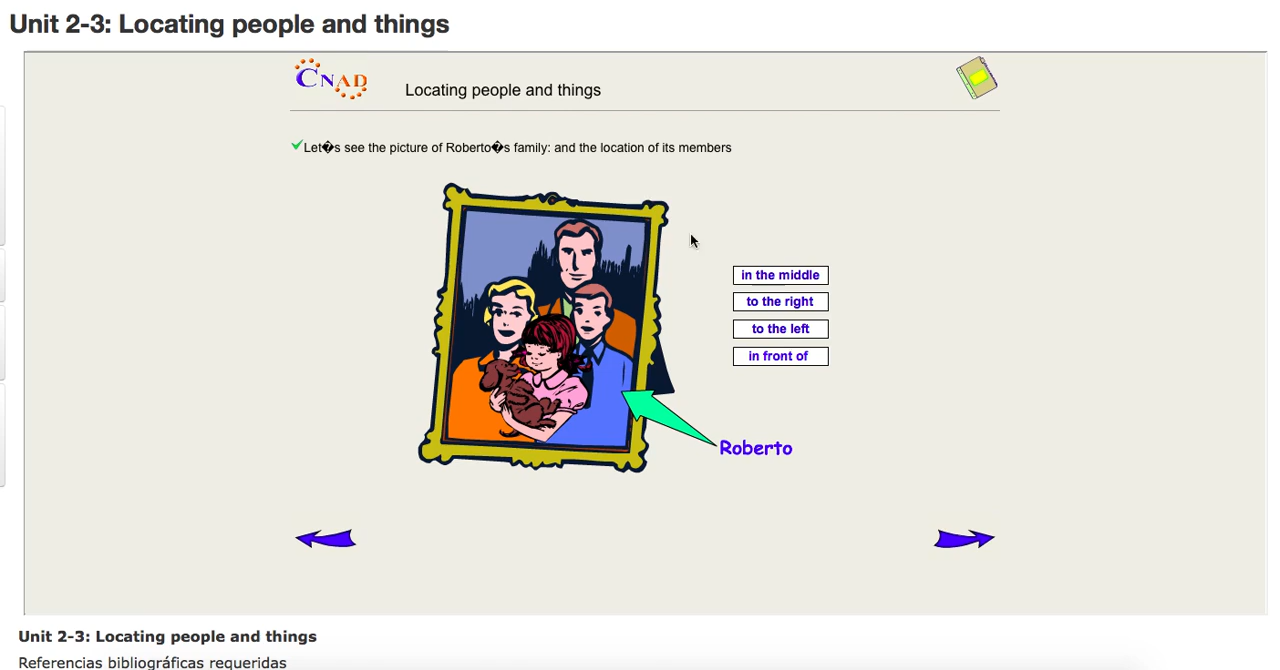 Unit 2-3: Locating people and things
CNAD
Locating people and things
Let�s see the picture of Roberto�s family: and the location of its members
in the middle
to the right
to the left
in front of
Roberto
Unit 2-3: Locating people and things
Referencias bibliográficas requeridas